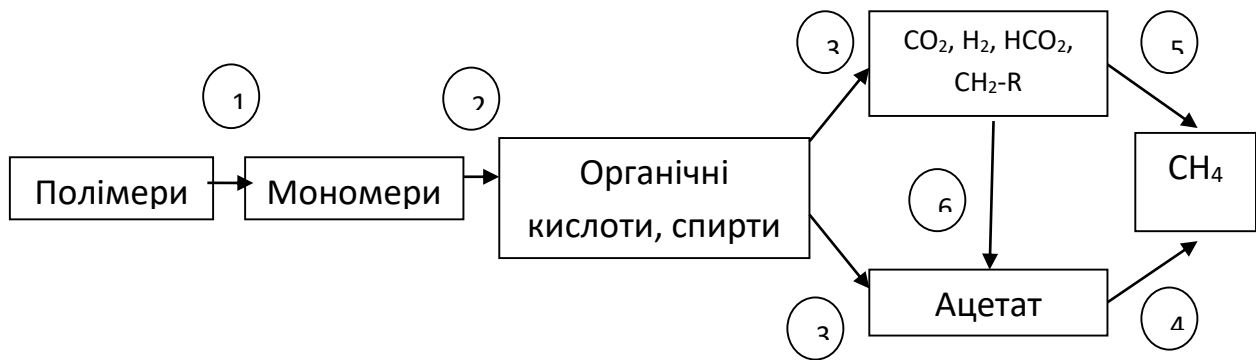 3
CO₂, H₂, HCO₂,
CH₂-R
5
1
2
Полімери
Мономери
Органічні
кислоти, спирти
CH₄
6
Ацетат
3
4